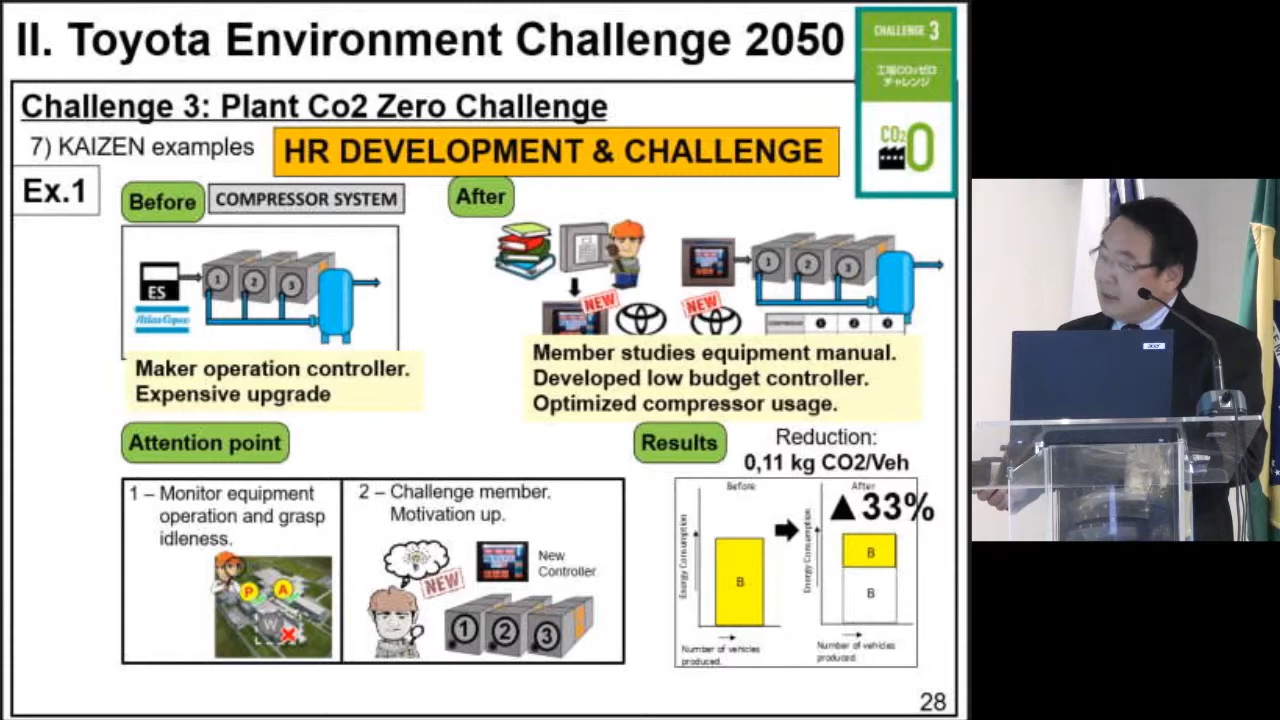 II. Toyota Environment Challenge 2050
CHALLENGE 3
工場CO₂ゼロ
チャレンジ
CO₂ 0
Challenge 3: Plant Co2 Zero Challenge
7) KAIZEN examples
HR DEVELOPMENT & CHALLENGE
Ex.1
Before
COMPRESSOR SYSTEM
After
ES
1
2
3
Atlas Copco
NEW
NEW
1
2
3
COMPRESSOR
1
2
3
Maker operation controller.
Expensive upgrade
Member studies equipment manual.
Developed low budget controller.
Optimized compressor usage.
Attention point
Results
Reduction:
0,11 kg CO2/Veh
1 – Monitor equipment
operation and grasp
idleness.
P
A
W
2 – Challenge member.
Motivation up.
NEW
New
Controller
1
2
3
Before
Energy Consumption
B
Number of vehicles
produced.
After
▲33%
Energy Consumption
B
B
Number of vehicles
produced.
28
acer